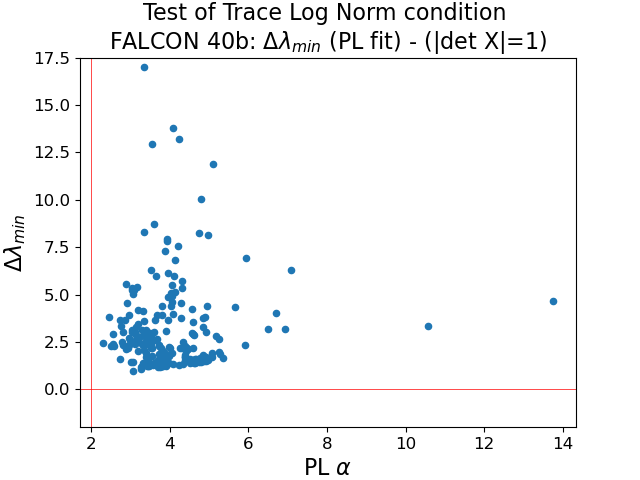 Test of Trace Log Norm condition
FALCON 40b: Δλ_min (PL fit) - (|det X|=1)
17.5
15.0
12.5
10.0
7.5
5.0
2.5
0.0
Δλ_min
2 4 6 8 10 12 14
PL α